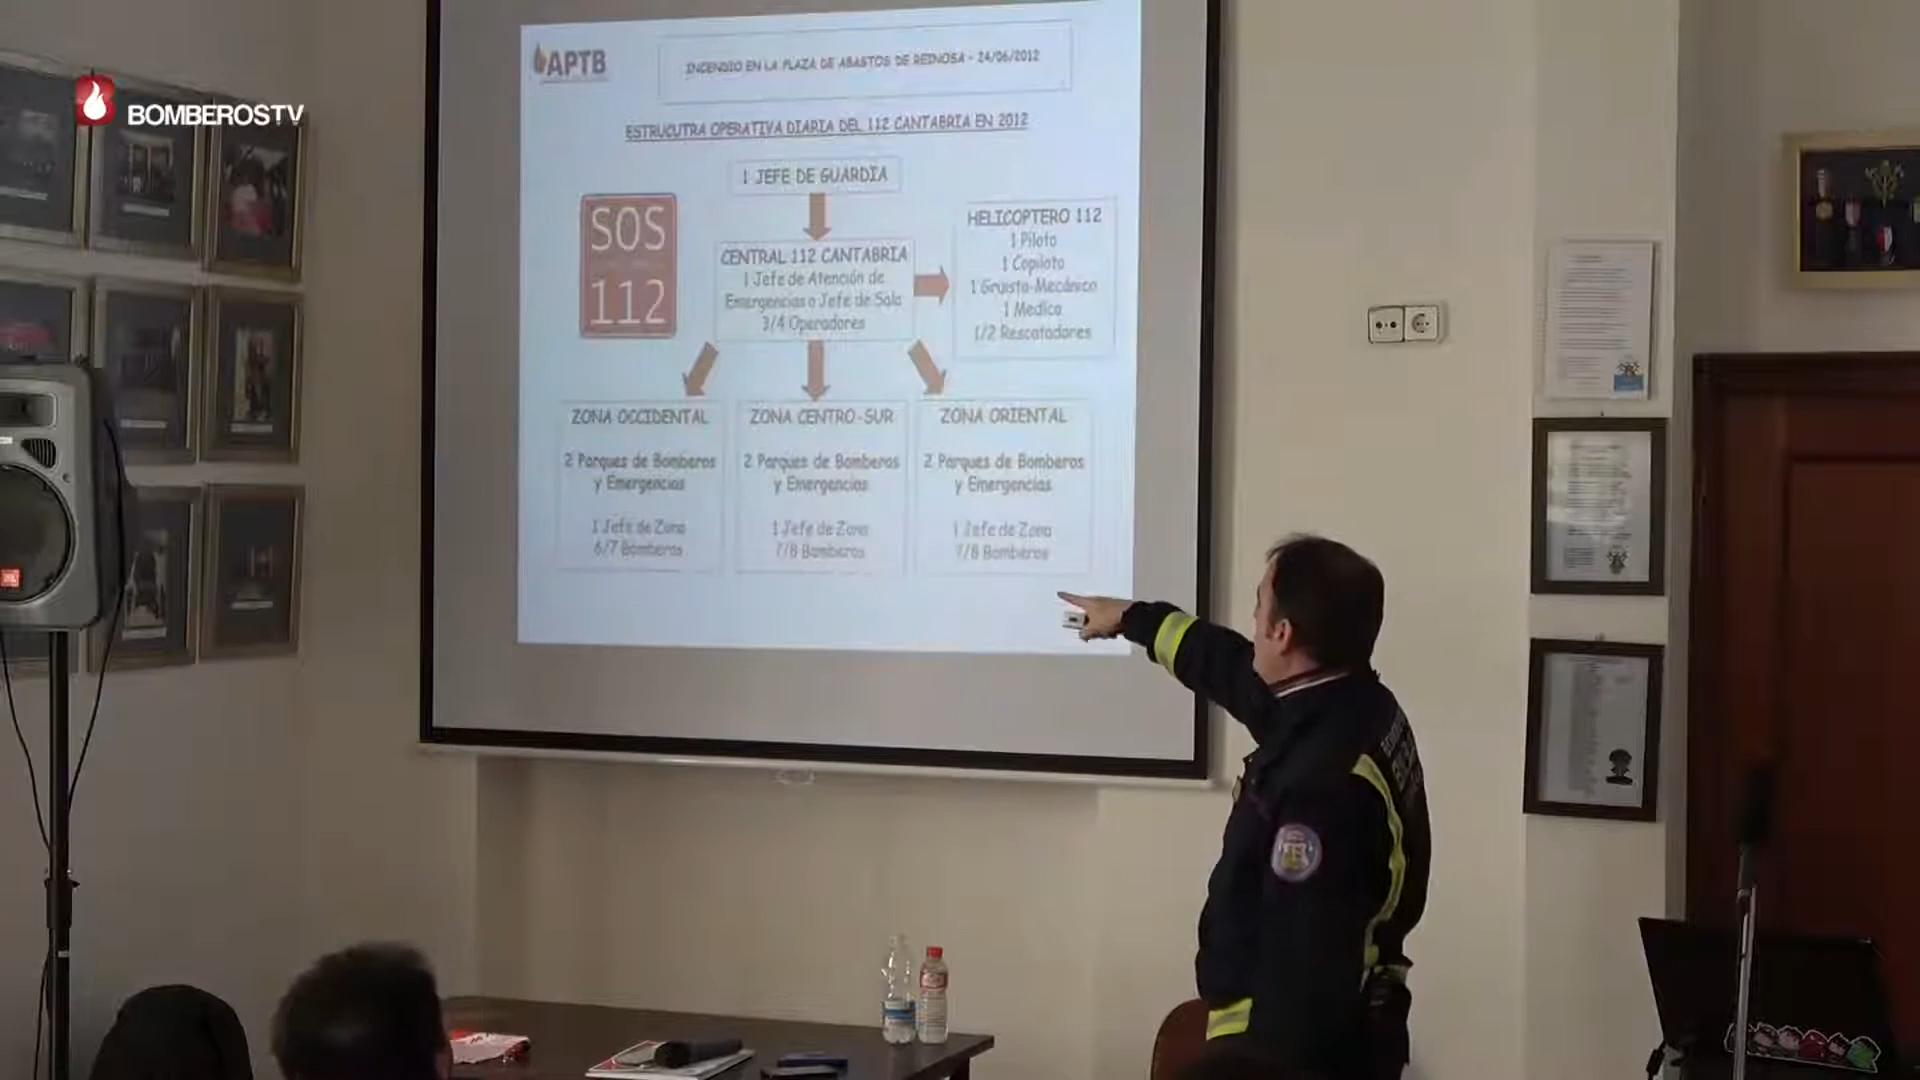 BOMBEROSTV
APTB
INCENDIO EN LA PLAZA DE ABASTOS DE REINOSA - 24/06/2012
ESTRUCUTRA OPERATIVA DIARIA DEL 112 CANTABRIA EN 2012
1 JEFE DE GUARDIA
SOS
112
CENTRAL 112 CANTABRIA
1 Jefe de Atención de
Emergencias o Jefe de Sala
3/4 Operadores
HELICOPTERO 112
1 Piloto
1 Copiloto
1 Gruista-Mecánico
1 Medico
1/2 Rescatadores
ZONA OCCIDENTAL
2 Parques de Bomberos
y Emergencias
1 Jefe de Zona
6/7 Bomberos
ZONA CENTRO-SUR
2 Parques de Bomberos
y Emergencias
1 Jefe de Zona
7/8 Bomberos
ZONA ORIENTAL
2 Parques de Bomberos
y Emergencias
1 Jefe de Zona
7/8 Bomberos
JBL